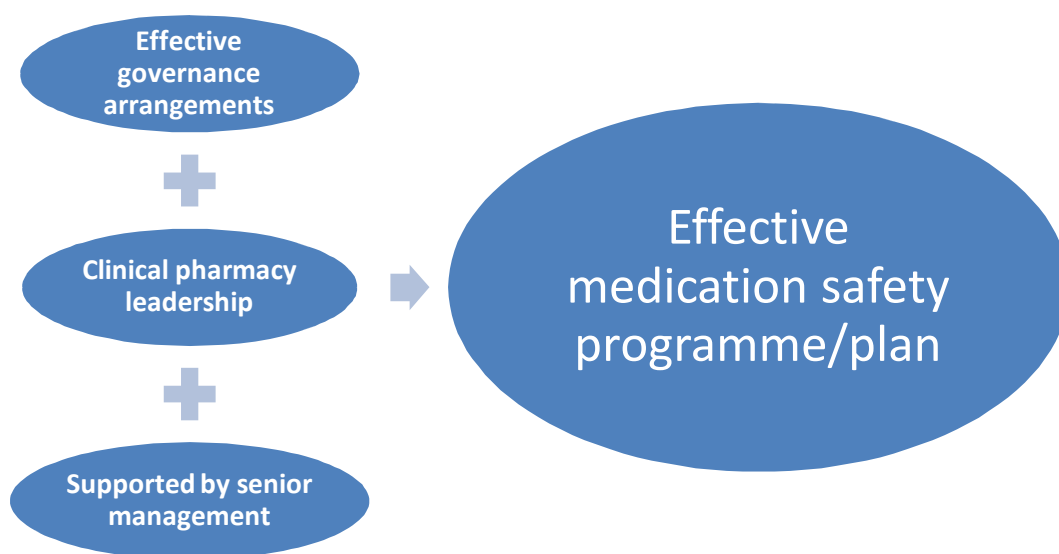 Effective
governance
arrangements
Clinical pharmacy
leadership
Supported by senior
management
Effective
medication safety
programme/plan